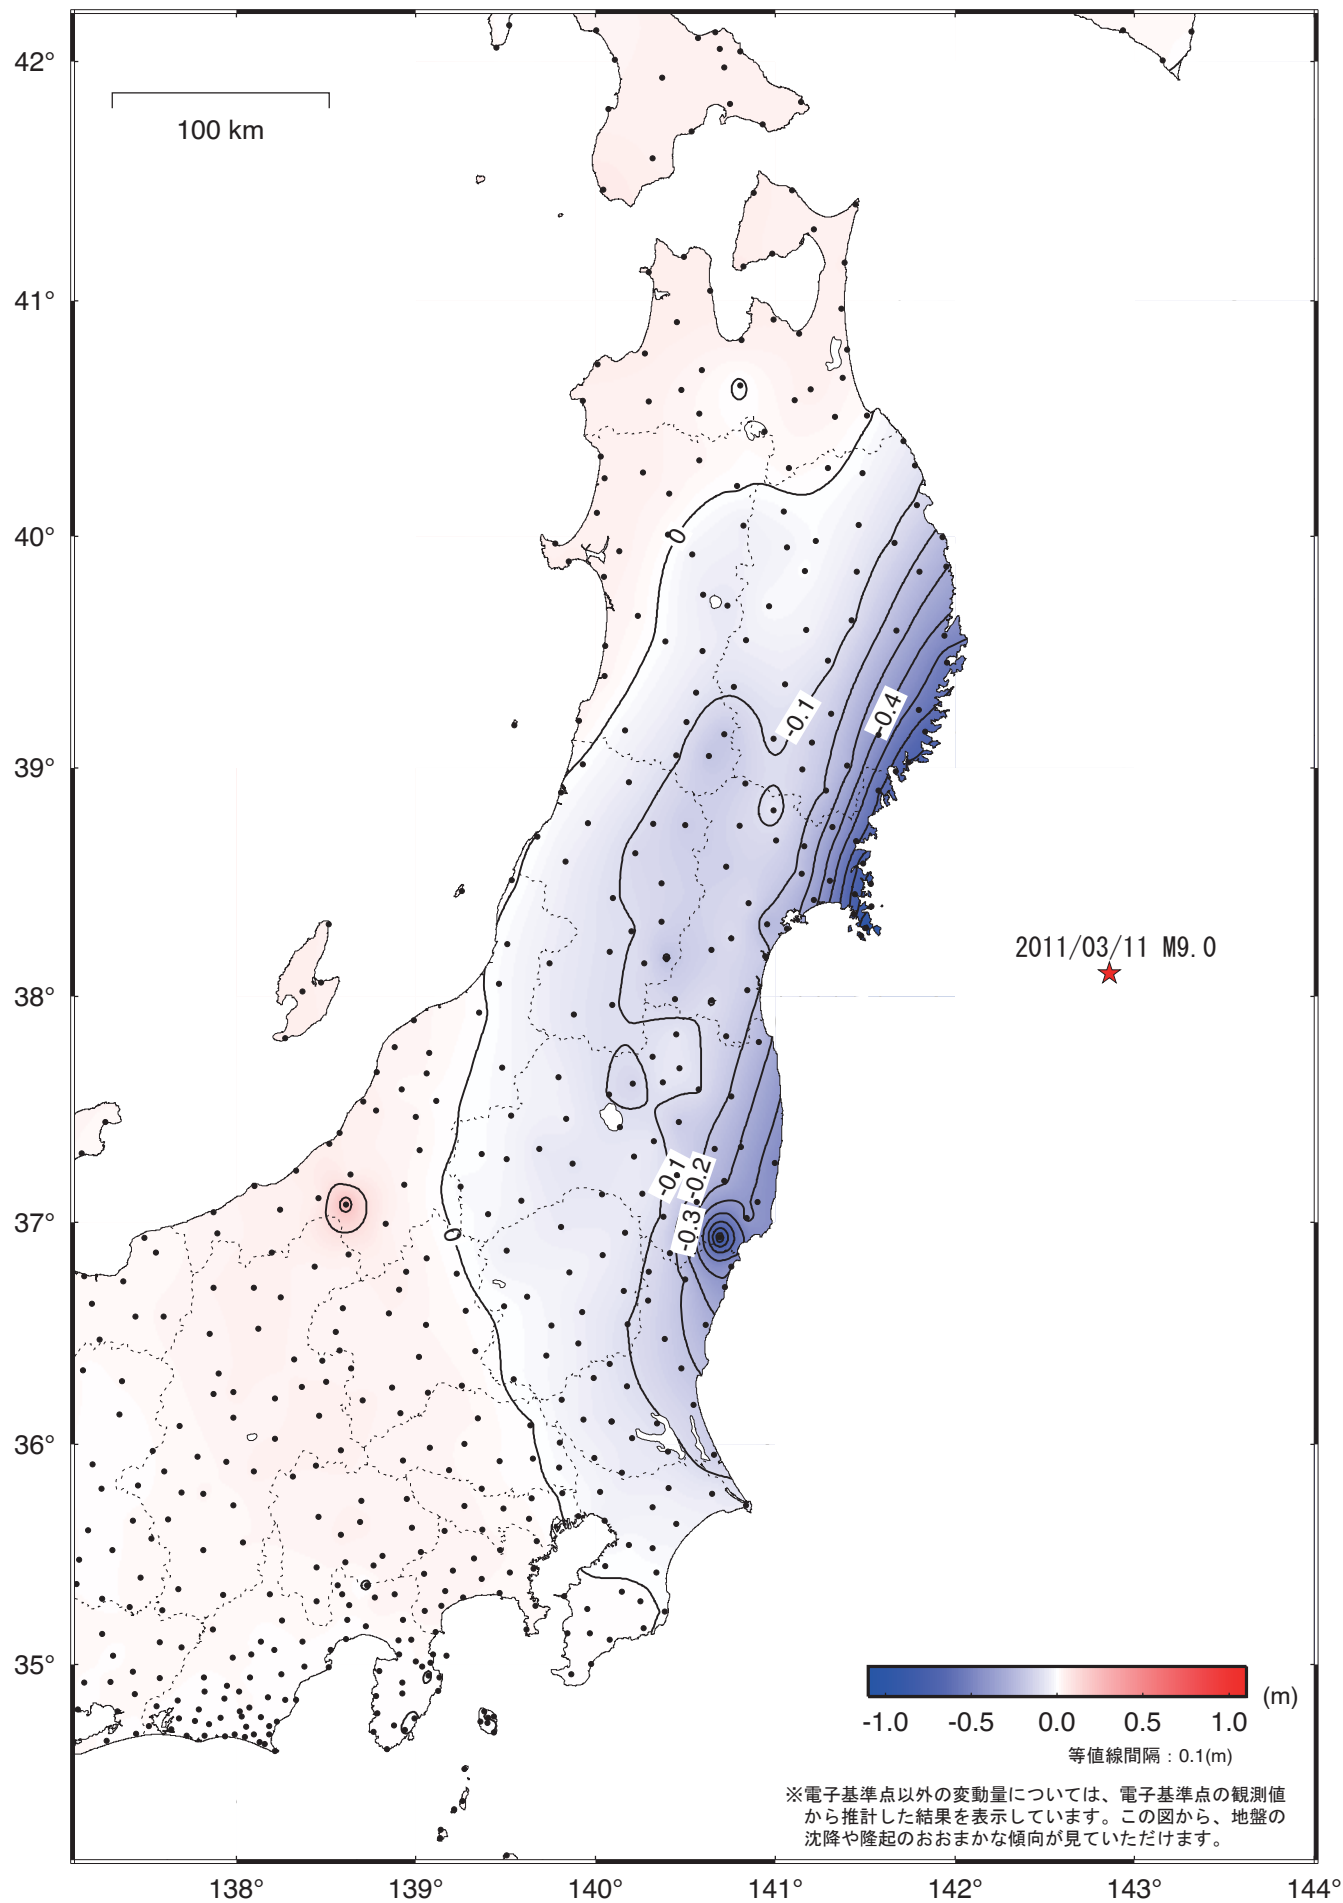 42°
100 km
41°
40°
0
-0.1
-0.4
39°
2011/03/11 M9.0
38°
-0.1
-0.2
-0.3
37°
0
36°
35°
(m)
-1.0 -0.5 0.0 0.5 1.0
等値線間隔：0.1(m)
※電子基準点以外の変動量については、電子基準点の観測値
から推計した結果を表示しています。この図から、地盤の
沈降や隆起のおおまかな傾向が見ていただけます。
138° 139° 140° 141° 142° 143° 144°